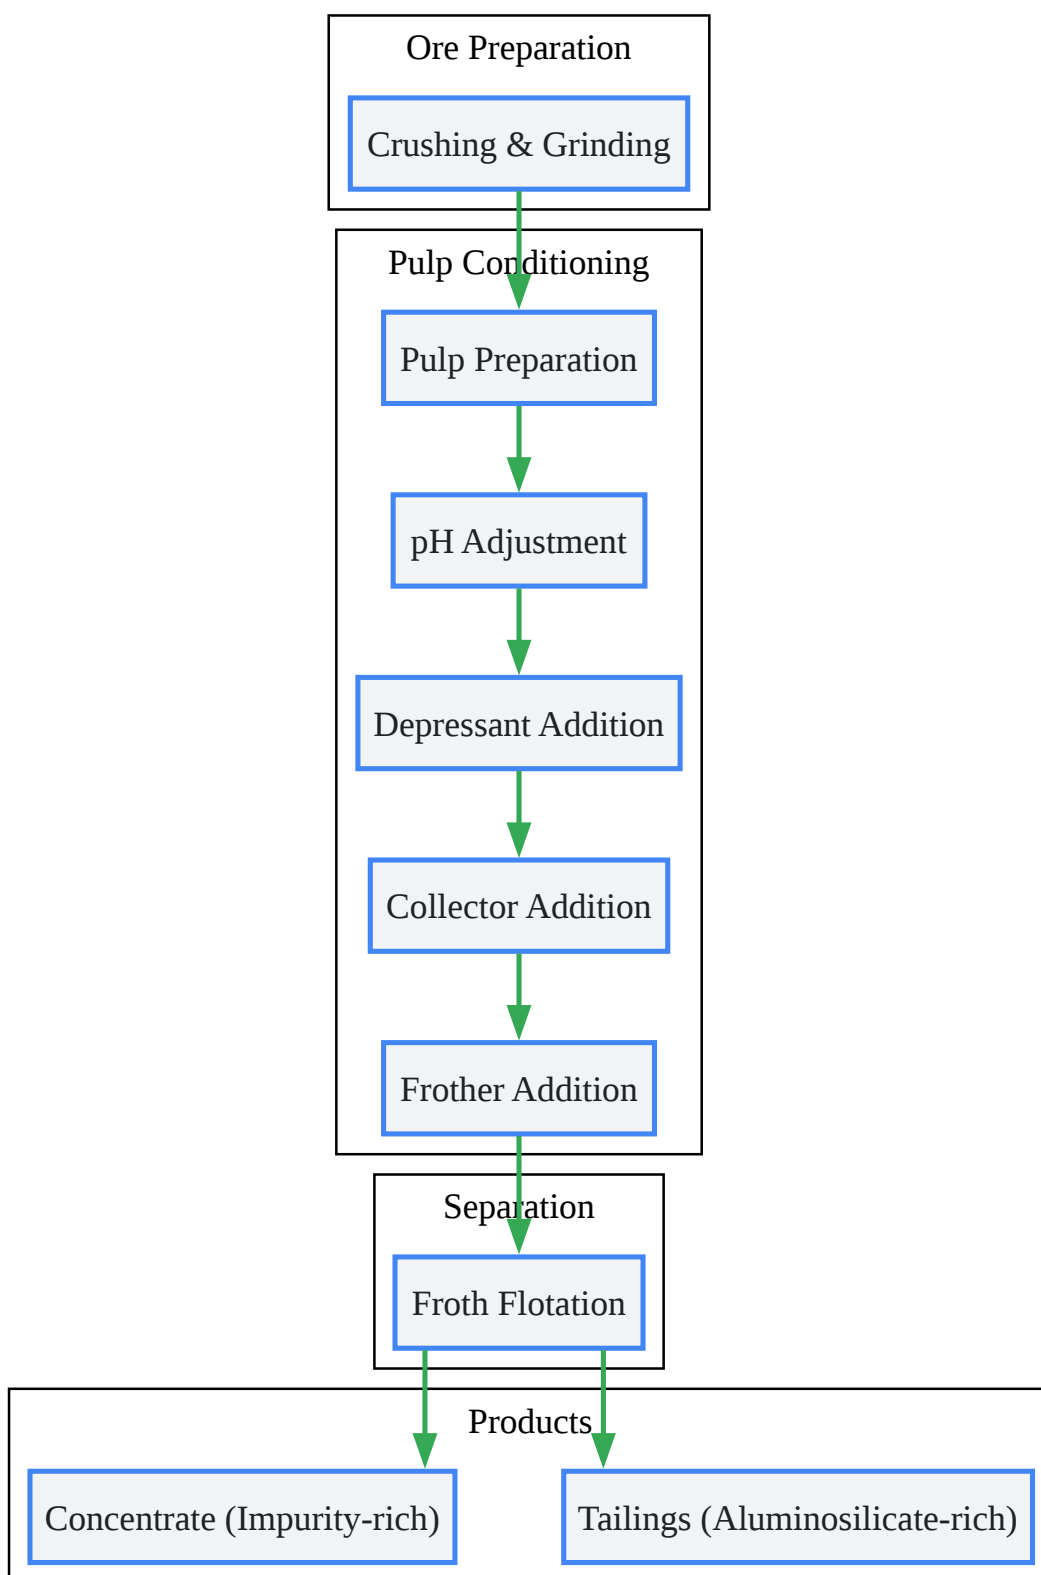 Ore Preparation
Crushing & Grinding
Pulp Conditioning
Pulp Preparation
pH Adjustment
Depressant Addition
Collector Addition
Frother Addition
Separation
Froth Flotation
Products
Concentrate (Impurity-rich)
Tailings (Aluminosilicate-rich)